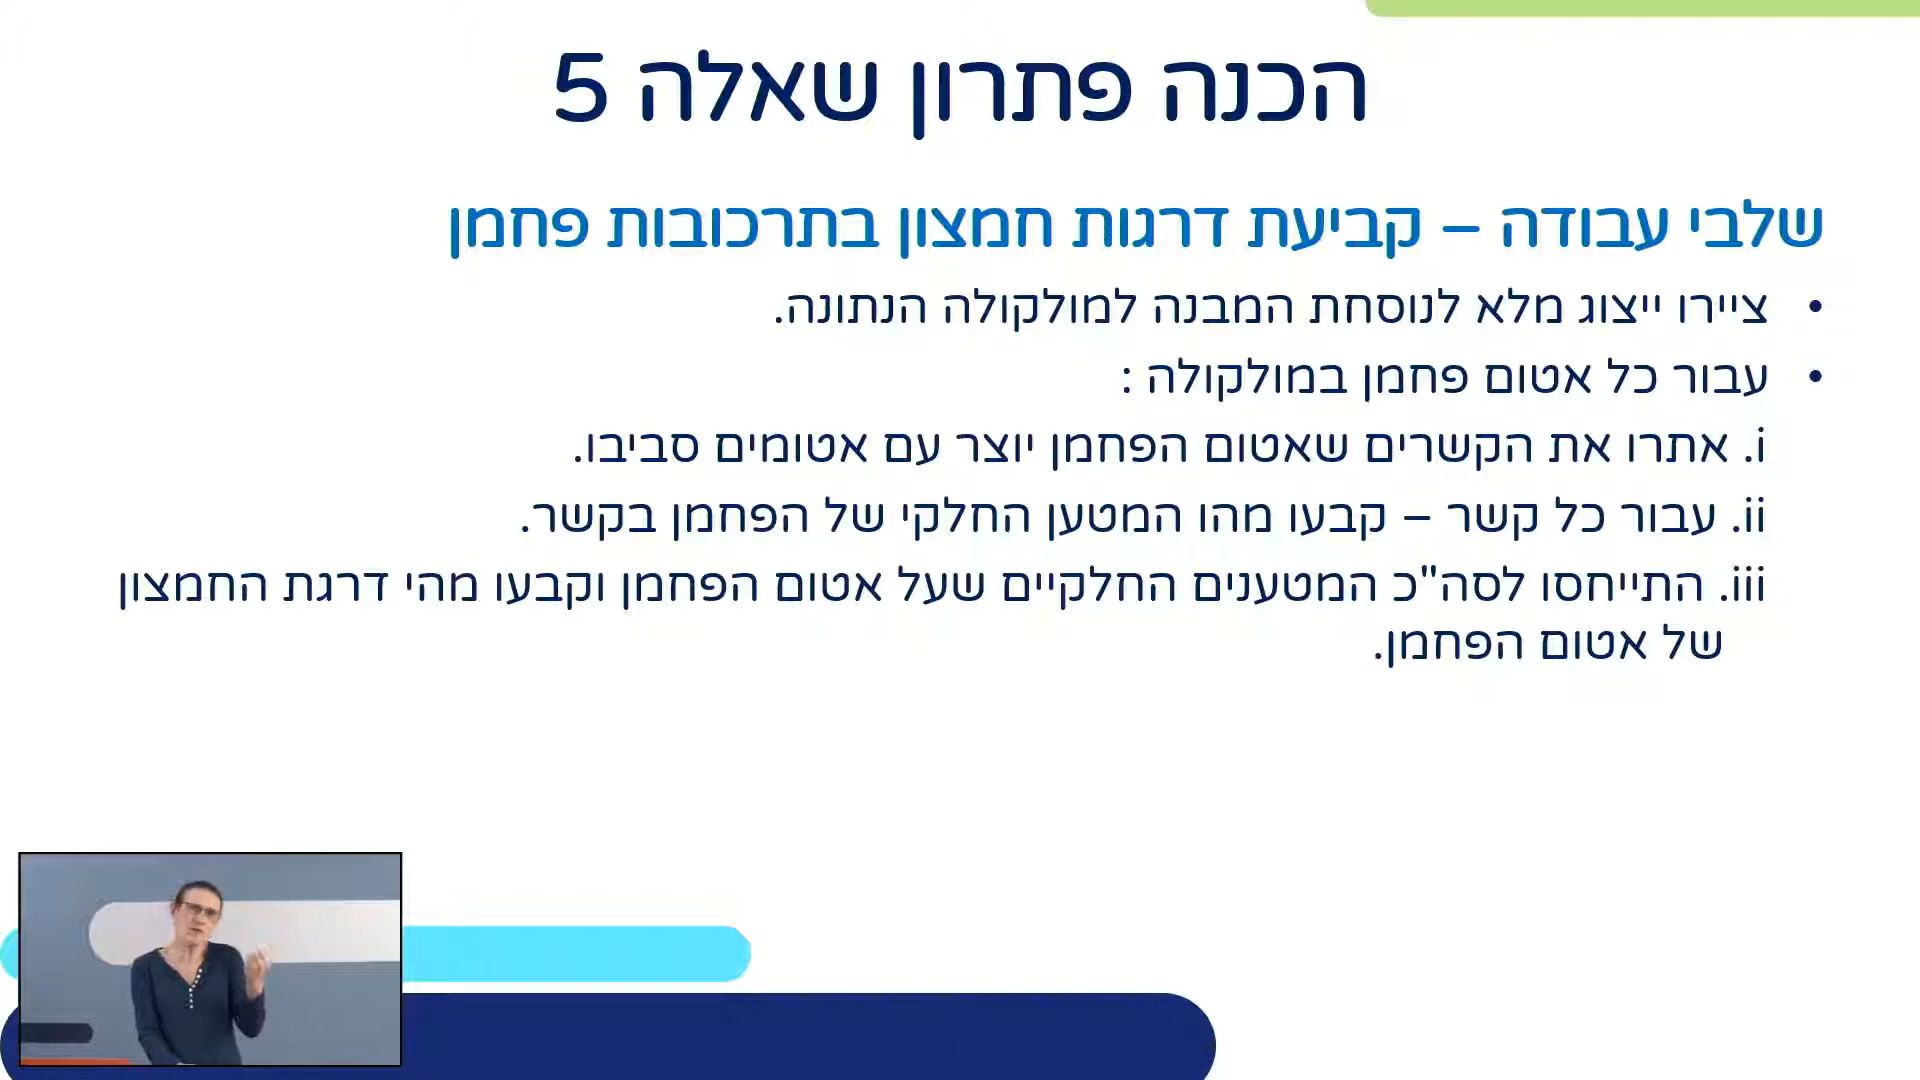 הכנה פתרון שאלה 5
שלבי עבודה – קביעת דרגות חמצון בתרכובות פחמן
• ציירו ייצוג מלא לנוסחת המבנה למולקולה הנתונה.
• עבור כל אטום פחמן במולקולה :
i. אתרו את הקשרים שאטום הפחמן יוצר עם אטומים סביבו.
ii. עבור כל קשר – קבעו מהו המטען החלקי של הפחמן בקשר.
iii. התייחסו לסה"כ המטענים החלקיים שעל אטום הפחמן וקבעו מהי דרגת החמצון
של אטום הפחמן.